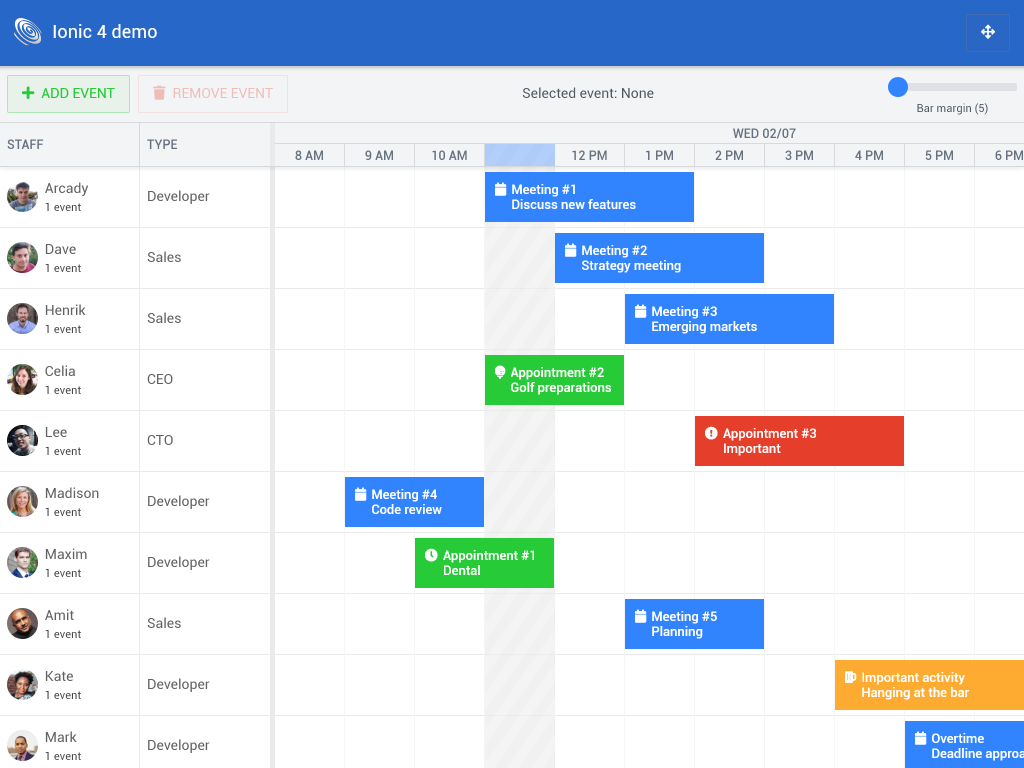 Ionic 4 demo
ADD EVENT
REMOVE EVENT
Selected event: None
Bar margin (5)
STAFF
TYPE
WED 02/07
8 AM
9 AM
10 AM
12 PM
1 PM
2 PM
3 PM
4 PM
5 PM
6 PM
Arcady
1 event
Developer
Meeting #1
Discuss new features
Dave
1 event
Sales
Meeting #2
Strategy meeting
Henrik
1 event
Sales
Meeting #3
Emerging markets
Celia
1 event
CEO
Appointment #2
Golf preparations
Lee
1 event
CTO
Appointment #3
Important
Madison
1 event
Developer
Meeting #4
Code review
Maxim
1 event
Developer
Appointment #1
Dental
Amit
1 event
Sales
Meeting #5
Planning
Kate
1 event
Developer
Important activity
Hanging at the bar
Mark
1 event
Developer
Overtime
Deadline